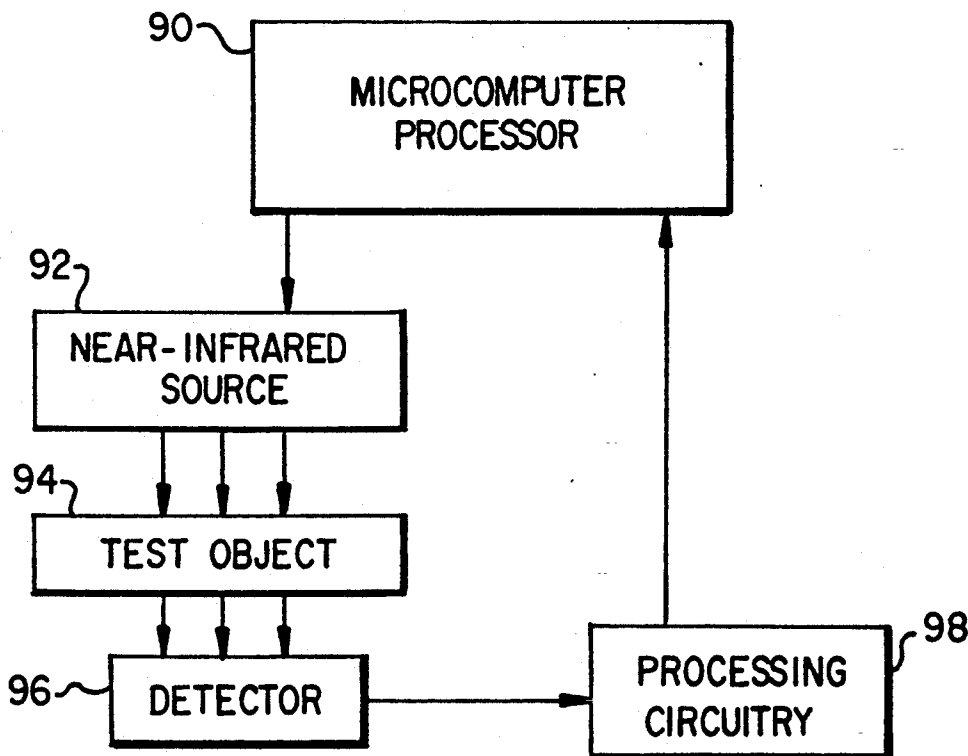 90
MICROCOMPUTER
PROCESSOR
92
NEAR-INFRARED
SOURCE
94
TEST OBJECT
96
DETECTOR
98
PROCESSING
CIRCUITRY